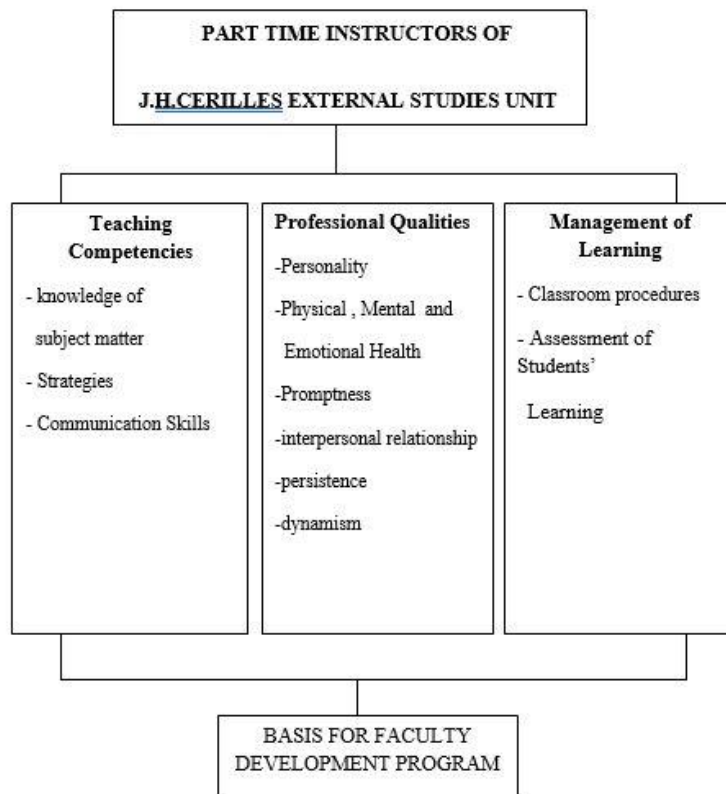 PART TIME INSTRUCTORS OF
J.H.CERILLES EXTERNAL STUDIES UNIT
Teaching
Competencies
- knowledge of
subject matter
- Strategies
- Communication Skills
Professional Qualities
-Personality
-Physical , Mental and
Emotional Health
-Promptness
-interpersonal relationship
-persistence
-dynamism
Management of
Learning
- Classroom procedures
- Assessment of
Students’
Learning
BASIS FOR FACULTY
DEVELOPMENT PROGRAM